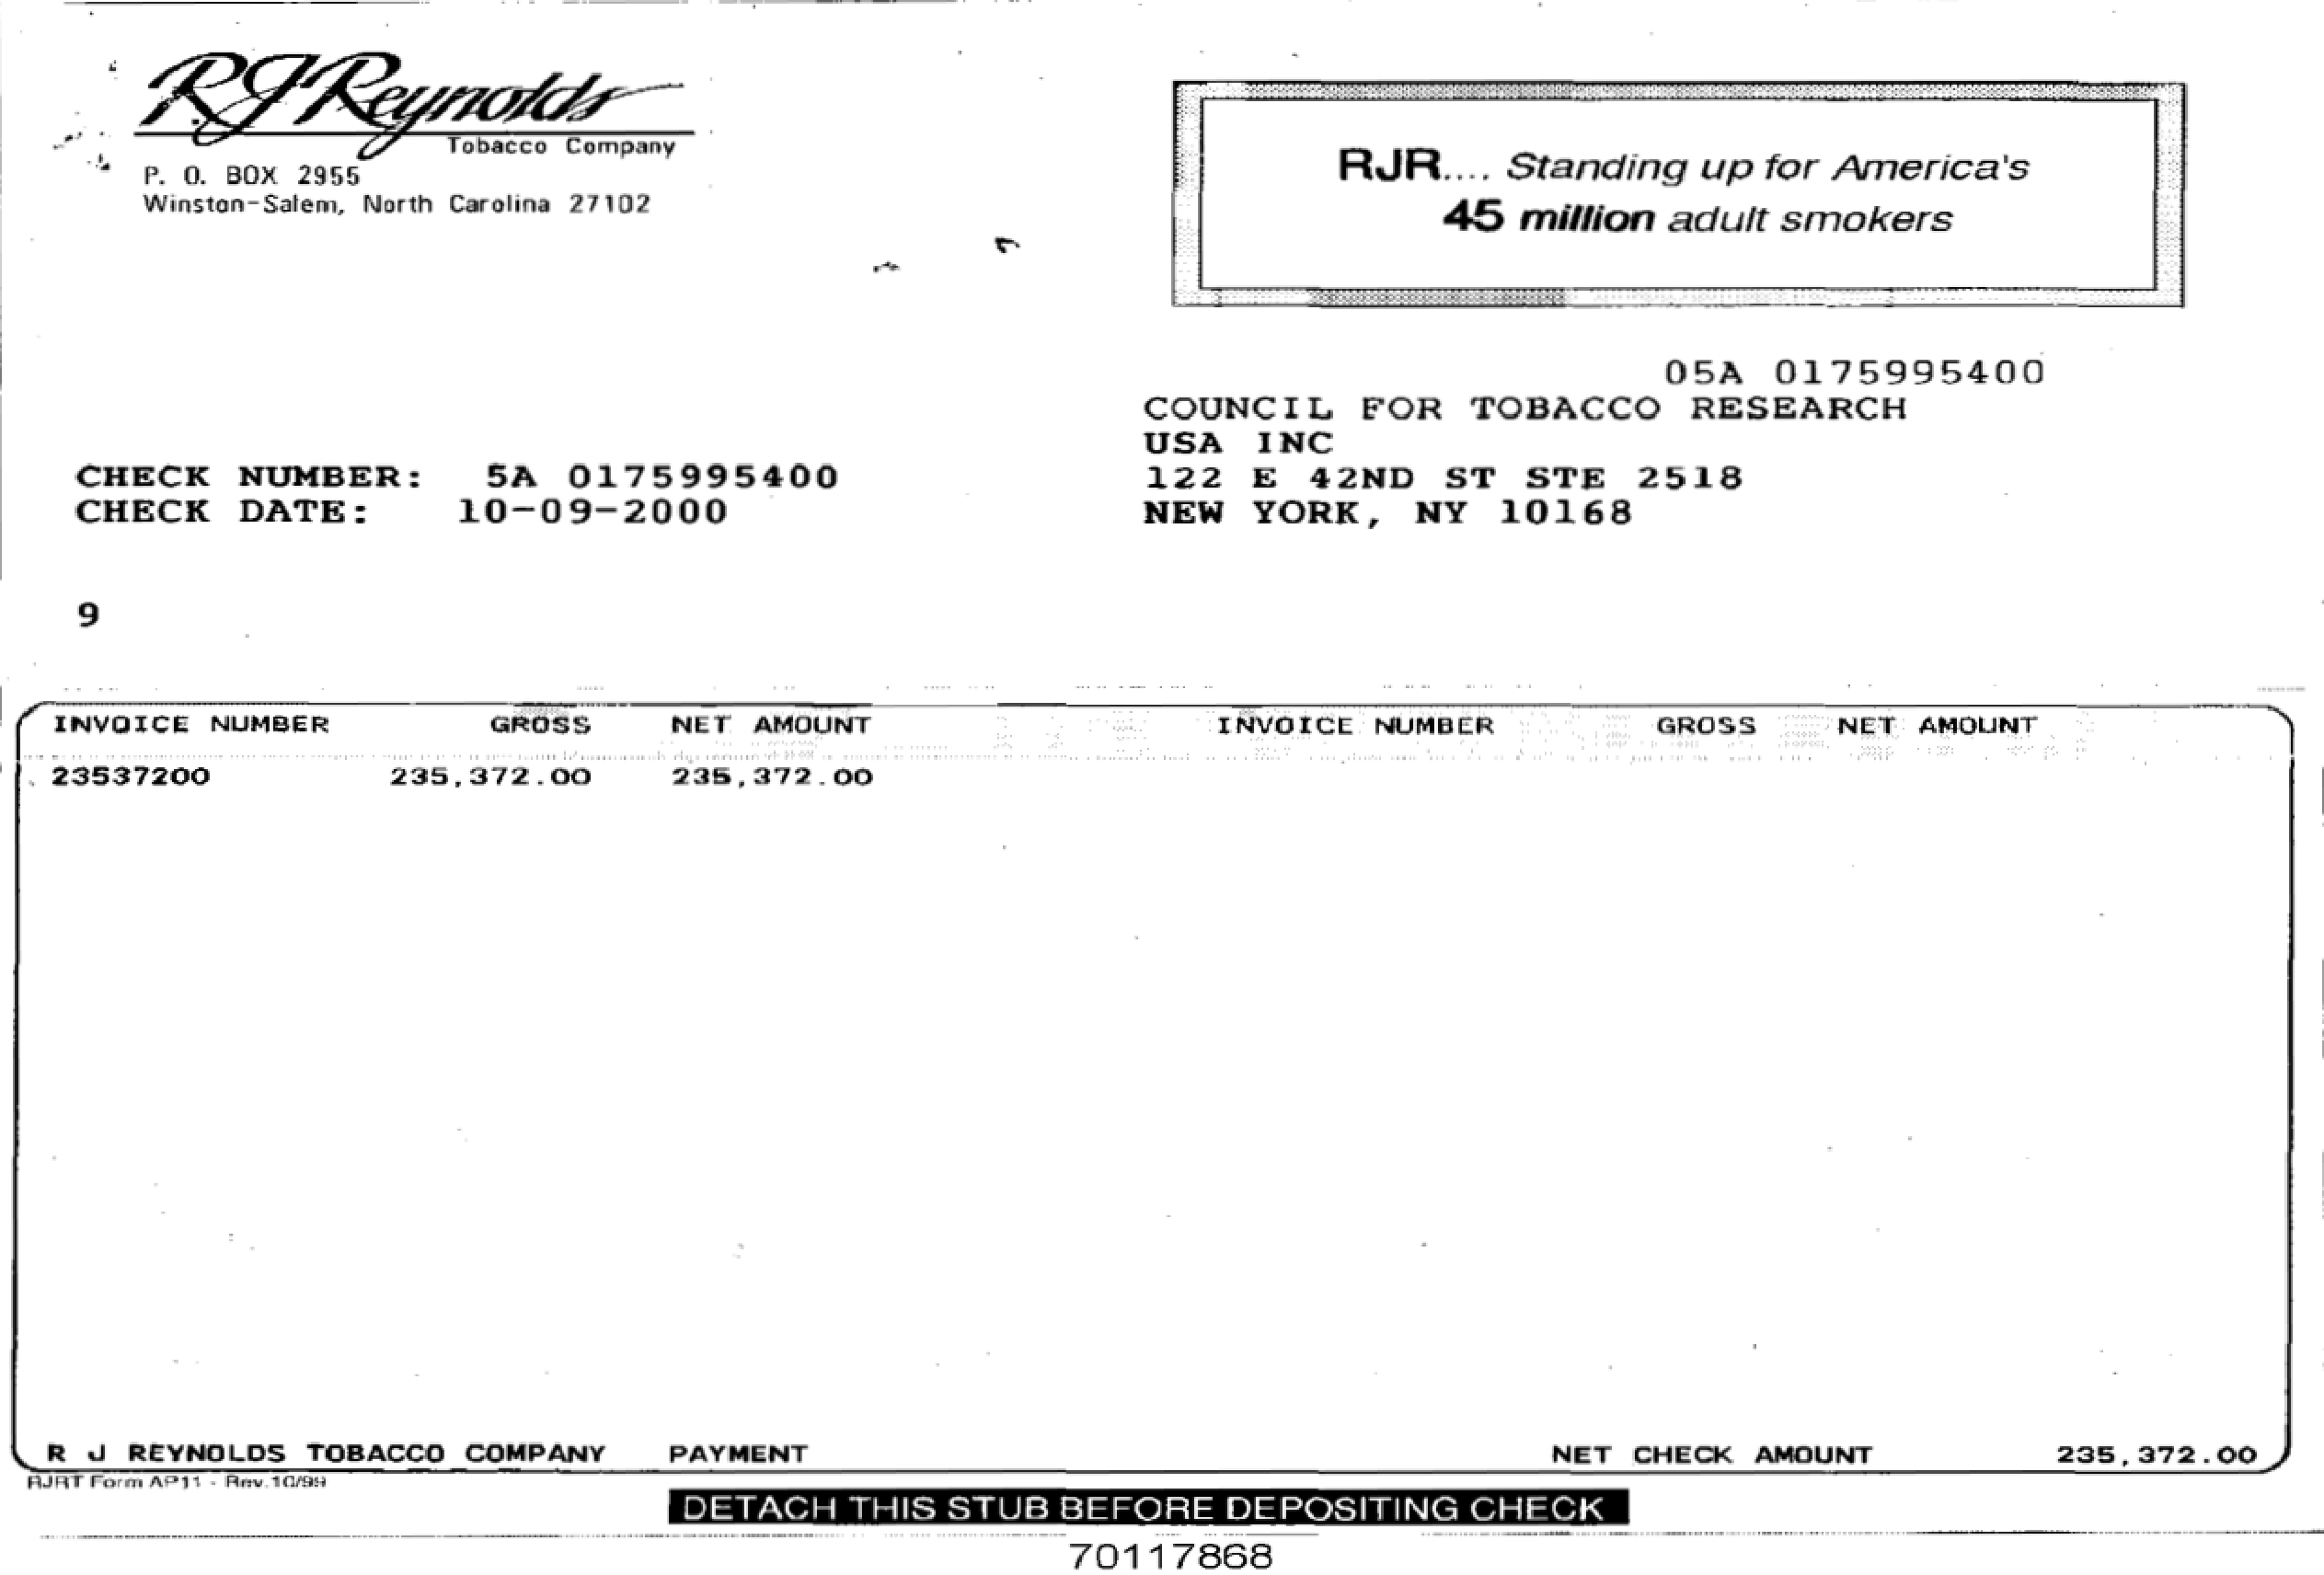 RJReynolds
Tobacco Company
P. O. BOX 2955
Winston-Salem, North Carolina 27102
RJR.... Standing up for America's
45 million adult smokers
05A 0175995400
COUNCIL FOR TOBACCO RESEARCH
USA INC
122 E 42ND ST STE 2518
NEW YORK, NY 10168
CHECK NUMBER: 5A 0175995400
CHECK DATE: 10-09-2000
9
INVOICE NUMBER GROSS NET AMOUNT INVOICE NUMBER GROSS NET AMOUNT
23537200 235,372.00 235,372.00
R J REYNOLDS TOBACCO COMPANY PAYMENT NET CHECK AMOUNT 235,372.00
RJRT Form AP11 - Rev.10/99
DETACH THIS STUB BEFORE DEPOSITING CHECK
70117868